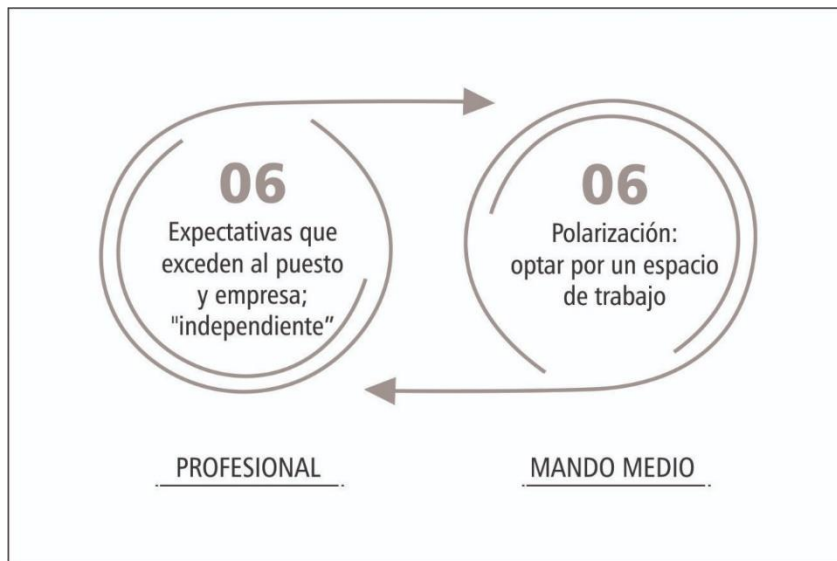 06
Expectativas que
exceden al puesto
y empresa;
"independiente”
06
Polarización:
optar por un espacio
de trabajo
PROFESIONAL
MANDO MEDIO